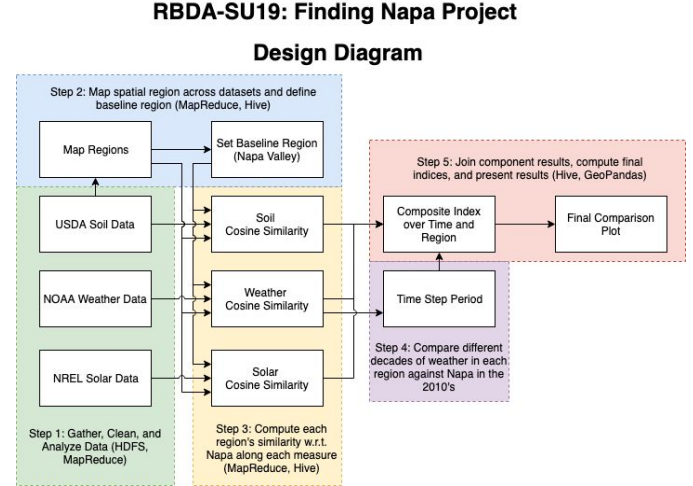 RBDA-SU19: Finding Napa Project
Design Diagram
Step 2: Map spatial region across datasets and define
baseline region (MapReduce, Hive)
Map Regions
Set Baseline Region
(Napa Valley)
Step 5: Join component results, compute final
indices, and present results (Hive, GeoPandas)
USDA Soil Data
Soil
Cosine Similarity
Composite Index
over Time and
Region
Final Comparison
Plot
NOAA Weather Data
Weather
Cosine Similarity
Time Step Period
Step 4: Compare different
decades of weather in each
region against Napa in the
2010's
NREL Solar Data
Solar
Cosine Similarity
Step 1: Gather, Clean, and
Analyze Data (HDFS,
MapReduce)
Step 3: Compute each
region's similarity w.r.t.
Napa along each measure
(MapReduce, Hive)